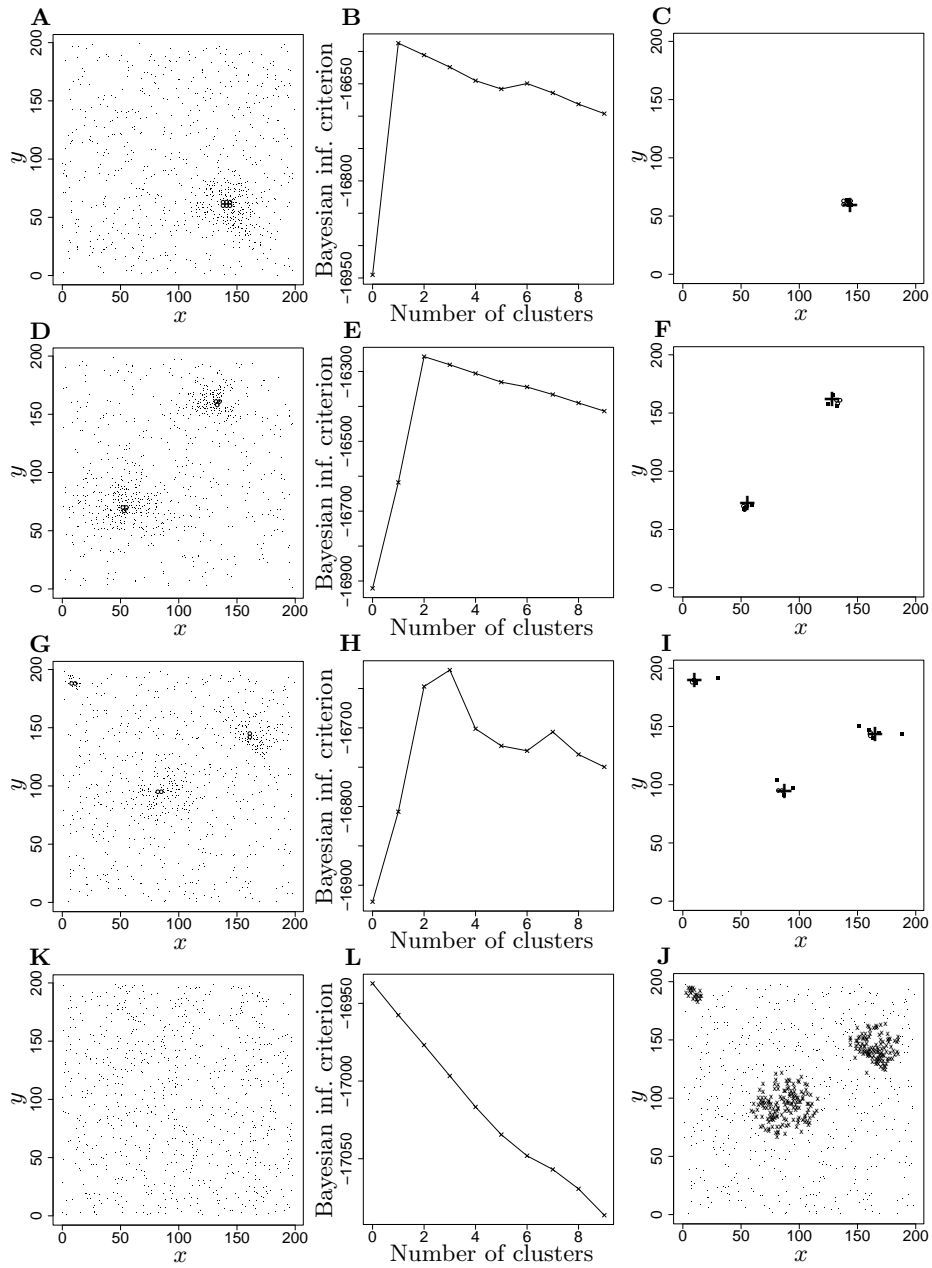 A
200
150
100
50
0
y
0 50 100 150 200
x
B
Bayesian inf. criterion
−16650
−16800
−16950
0 2 4 6 8
Number of clusters
C
200
150
100
50
0
y
0 50 100 150 200
x
D
200
150
100
50
0
y
0 50 100 150 200
x
E
Bayesian inf. criterion
−16300
−16500
−16700
−16900
0 2 4 6 8
Number of clusters
F
200
150
100
50
0
y
0 50 100 150 200
x
G
200
150
100
50
0
y
0 50 100 150 200
x
H
Bayesian inf. criterion
−16700
−16800
−16900
0 2 4 6 8
Number of clusters
I
200
150
100
50
0
y
0 50 100 150 200
x
K
200
150
100
50
0
y
0 50 100 150 200
x
L
Bayesian inf. criterion
−16950
−17000
−17050
0 2 4 6 8
Number of clusters
J
200
150
100
50
0
y
0 50 100 150 200
x